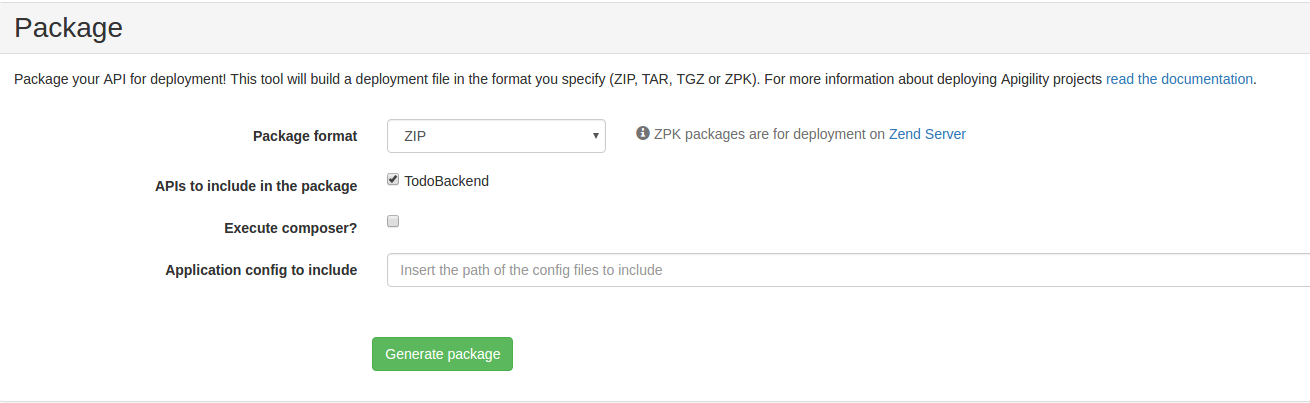 Package
Package your API for deployment! This tool will build a deployment file in the format you specify (ZIP, TAR, TGZ or ZPK). For more information about deploying Apigility projects read the documentation.
Package format ZIP ZPK packages are for deployment on Zend Server
APIs to include in the package TodoBackend
Execute composer?
Application config to include Insert the path of the config files to include
Generate package